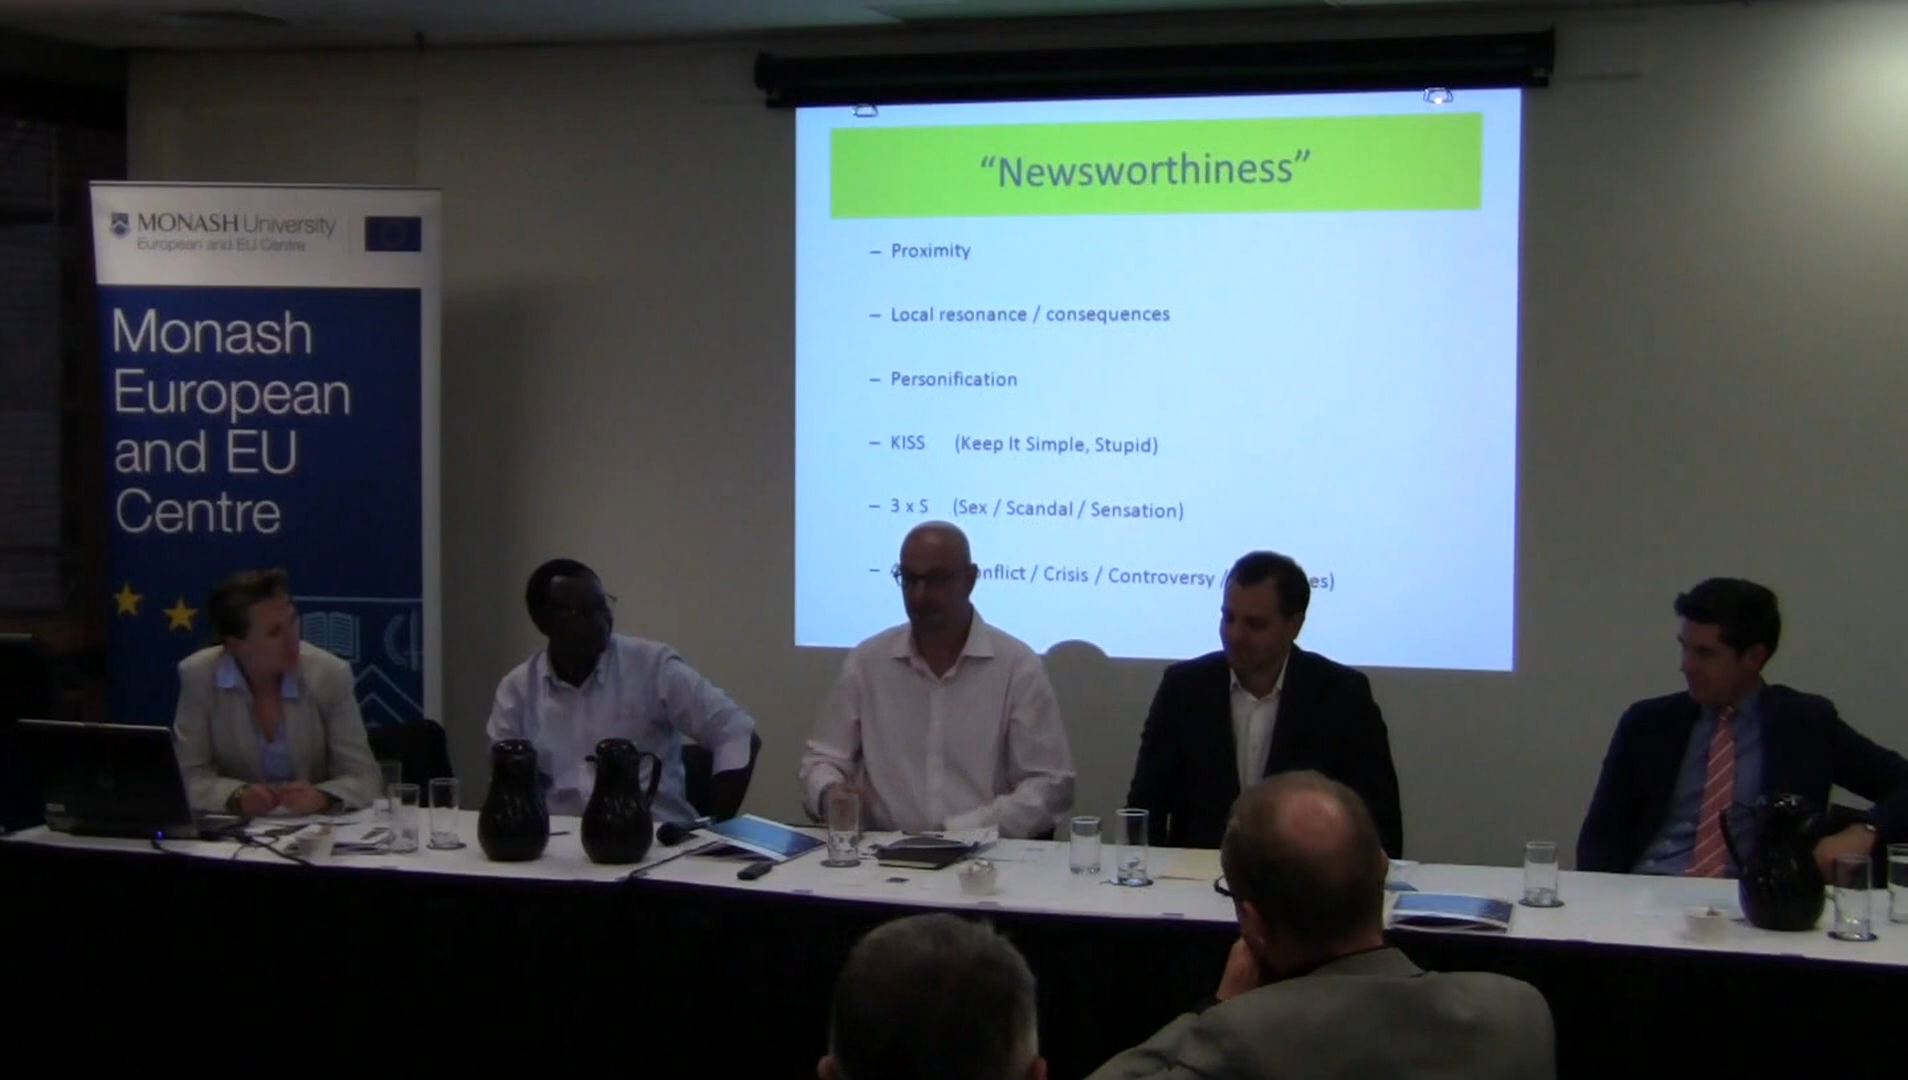 MONASH University
European and EU Centre
Monash
European
and EU
Centre
“Newsworthiness”
– Proximity
– Local resonance / consequences
– Personification
– KISS (Keep It Simple, Stupid)
– 3 x S (Sex / Scandal / Sensation)
– / Crisis / Controversy /